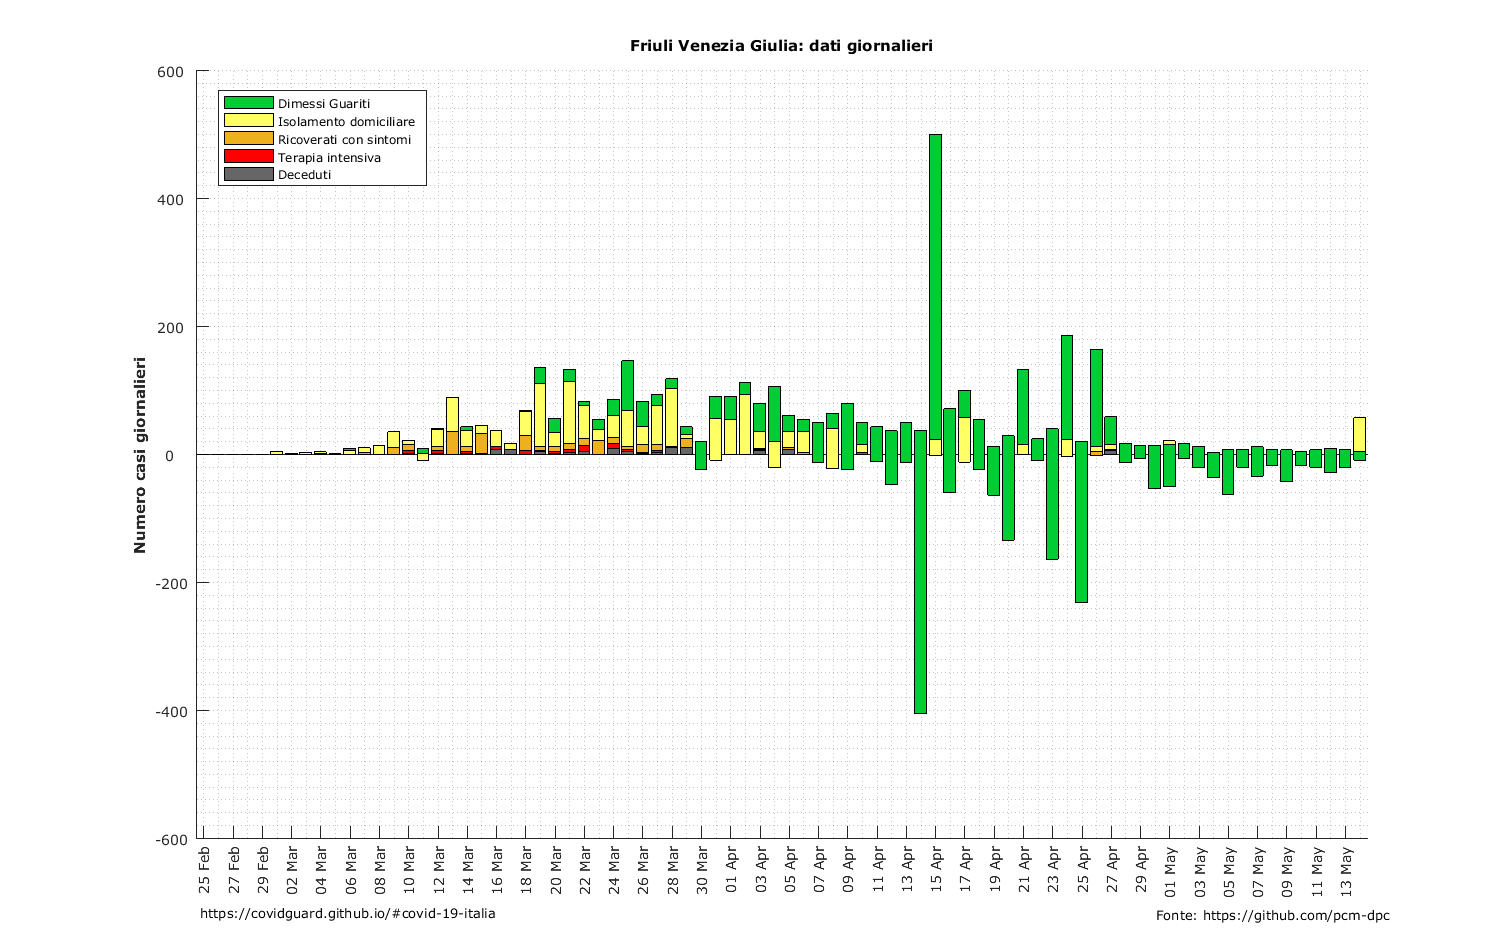 Friuli Venezia Giulia: dati giornalieri
600
400
200
0
-200
-400
-600
Numero casi giornalieri
Dimessi Guariti
Isolamento domiciliare
Ricoverati con sintomi
Terapia intensiva
Deceduti
25 Feb
27 Feb
29 Feb
02 Mar
04 Mar
06 Mar
08 Mar
10 Mar
12 Mar
14 Mar
16 Mar
18 Mar
20 Mar
22 Mar
24 Mar
26 Mar
28 Mar
30 Mar
01 Apr
03 Apr
05 Apr
07 Apr
09 Apr
11 Apr
13 Apr
15 Apr
17 Apr
19 Apr
21 Apr
23 Apr
25 Apr
27 Apr
29 Apr
01 May
03 May
05 May
07 May
09 May
11 May
13 May
https://covidguard.github.io/#covid-19-italia
Fonte: https://github.com/pcm-dpc